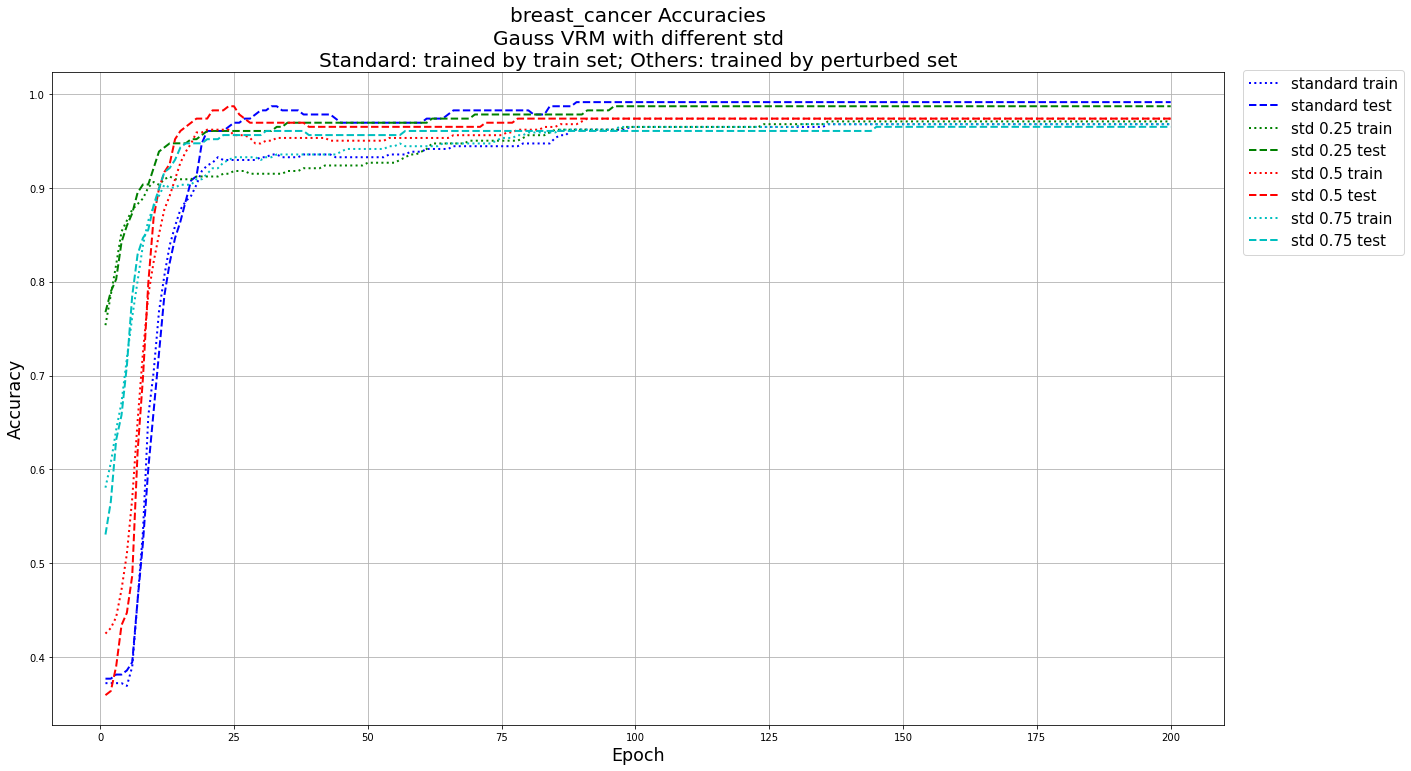 breast_cancer Accuracies
Gauss VRM with different std
Standard: trained by train set; Others: trained by perturbed set
standard train
standard test
std 0.25 train
std 0.25 test
std 0.5 train
std 0.5 test
std 0.75 train
std 0.75 test
Accuracy
1.0
0.9
0.8
0.7
0.6
0.5
0.4
0 25 50 75 100 125 150 175 200
Epoch